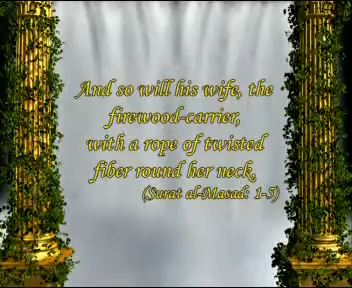 And so will his wife, the
firewood-carrier,
with a rope of twisted
fiber round her neck.
(Surat al-Masad: 1-5)